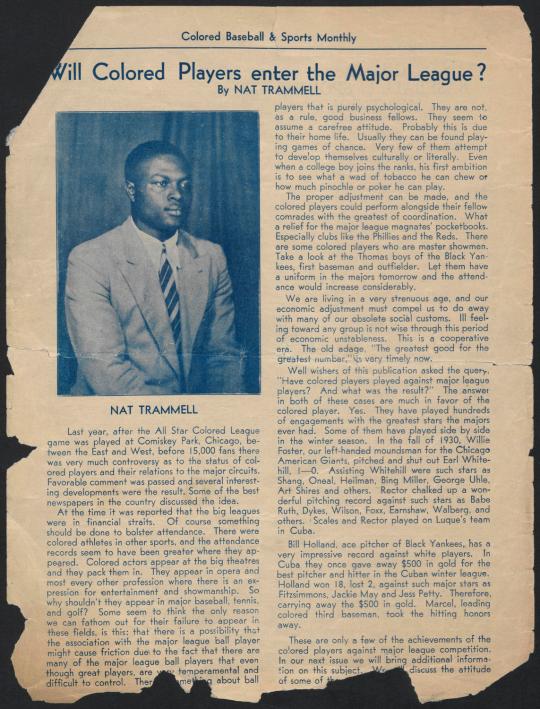 Colored Baseball & Sports Monthly
Will Colored Players enter the Major League?
By NAT TRAMMELL
NAT TRAMMELL
Last year, after the All Star Colored League
game was played at Comiskey Park, Chicago, be-
tween the East and West, before 15,000 fans there
was very much controversy as to the status of col-
ored players and their relations to the major circuits.
Favorable comment was passed and several interest-
ing developments were the result. Some of the best
newspapers in the country discussed the idea.
At the time it was reported that the big leagues
were in financial straits. Of course something
should be done to bolster attendance. There were
colored athletes in other sports, and the attendance
records seem to have been greater where they ap-
peared. Colored actors appear at the big theatres
and they pack them in. They appear in opera and
most every other profession where there is an ex-
pression for entertainment and showmanship. So
why shouldn't they appear in major baseball, tennis,
and golf? Some seem to think the only reason
we can fathom out for their failure to appear in
these fields, is this: that there is a possibility that
the association with the major league ball player
might cause friction due to the fact that there are
many of the major league ball players that even
though great players, are very temperamental and
difficult to control. There something about ball
players that is purely psychological. They are not,
as a rule, good business fellows. They seem to
assume a carefree attitude. Probably this is due
to their home life. Usually they can be found play-
ing games of chance. Very few of them attempt
to develop themselves culturally or literally. Even
when a college boy joins the ranks, his first ambition
is to see what a wad of tobacco he can chew or
how much pinochle or poker he can play.
The proper adjustment can be made, and the
colored players could perform alongside their fellow
comrades with the greatest of coordination. What
a relief for the major league magnates' pocketbooks.
Especially clubs like the Phillies and the Reds. There
are some colored players who are master showmen.
Take a look at the Thomas boys of the Black Yan-
kees, first baseman and outfielder. Let them have
a uniform in the majors tomorrow and the attend-
ance would increase considerably.
We are living in a very strenuous age, and our
economic adjustment must compel us to do away
with many of our obsolete social customs. Ill feel-
ing toward any group is not wise through this period
of economic unstableness. This is a cooperative
era. The old adage, "The greatest good for the
greatest number," is very timely now.
Well wishers of this publication asked the query,
"Have colored players played against major league
players? And what was the result?" The answer
in both of these cases are much in favor of the
colored player. Yes. They have played hundreds
of engagements with the greatest stars the majors
ever had. Some of them have played side by side
in the winter season. In the fall of 1930, Willie
Foster, our left-handed moundsman for the Chicago
American Giants, pitched and shut out Earl White-
hill, 1—0. Assisting Whitehill were such stars as
Shang, Oneal, Heilman, Bing Miller, George Uhle,
Art Shires and others. Rector chalked up a won-
derful pitching record against such stars as Babe
Ruth, Dykes, Wilson, Foxx, Earnshaw, Walberg, and
others. Scales and Rector played on Luque's team
in Cuba.
Bill Holland, ace pitcher of Black Yankees, has a
very impressive record against white players. In
Cuba they once gave away $500 in gold for the
best pitcher and hitter in the Cuban winter league.
Holland won 18, lost 2, against such major stars as
Fitzsimmons, Jackie May and Jess Petty. Therefore,
carrying away the $500 in gold. Marcel, leading
colored third baseman, took the hitting honors
away.
These are only a few of the achievements of the
colored players against major league competition.
In our next issue we will bring additional informa-
tion on this subject. discuss the attitude
of some of